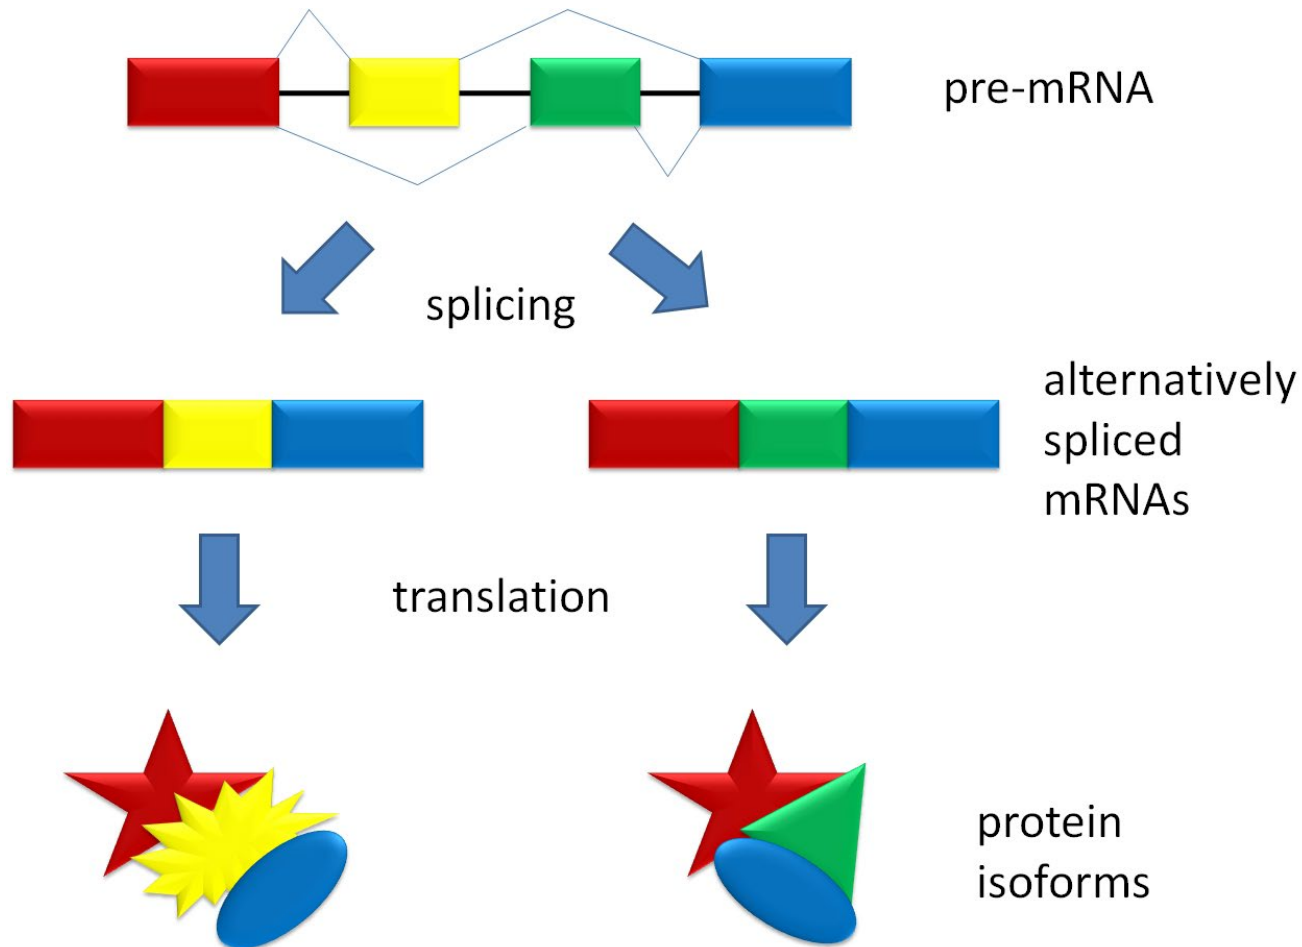 pre-mRNA
splicing
alternatively
spliced
mRNAs
translation
protein
isoforms